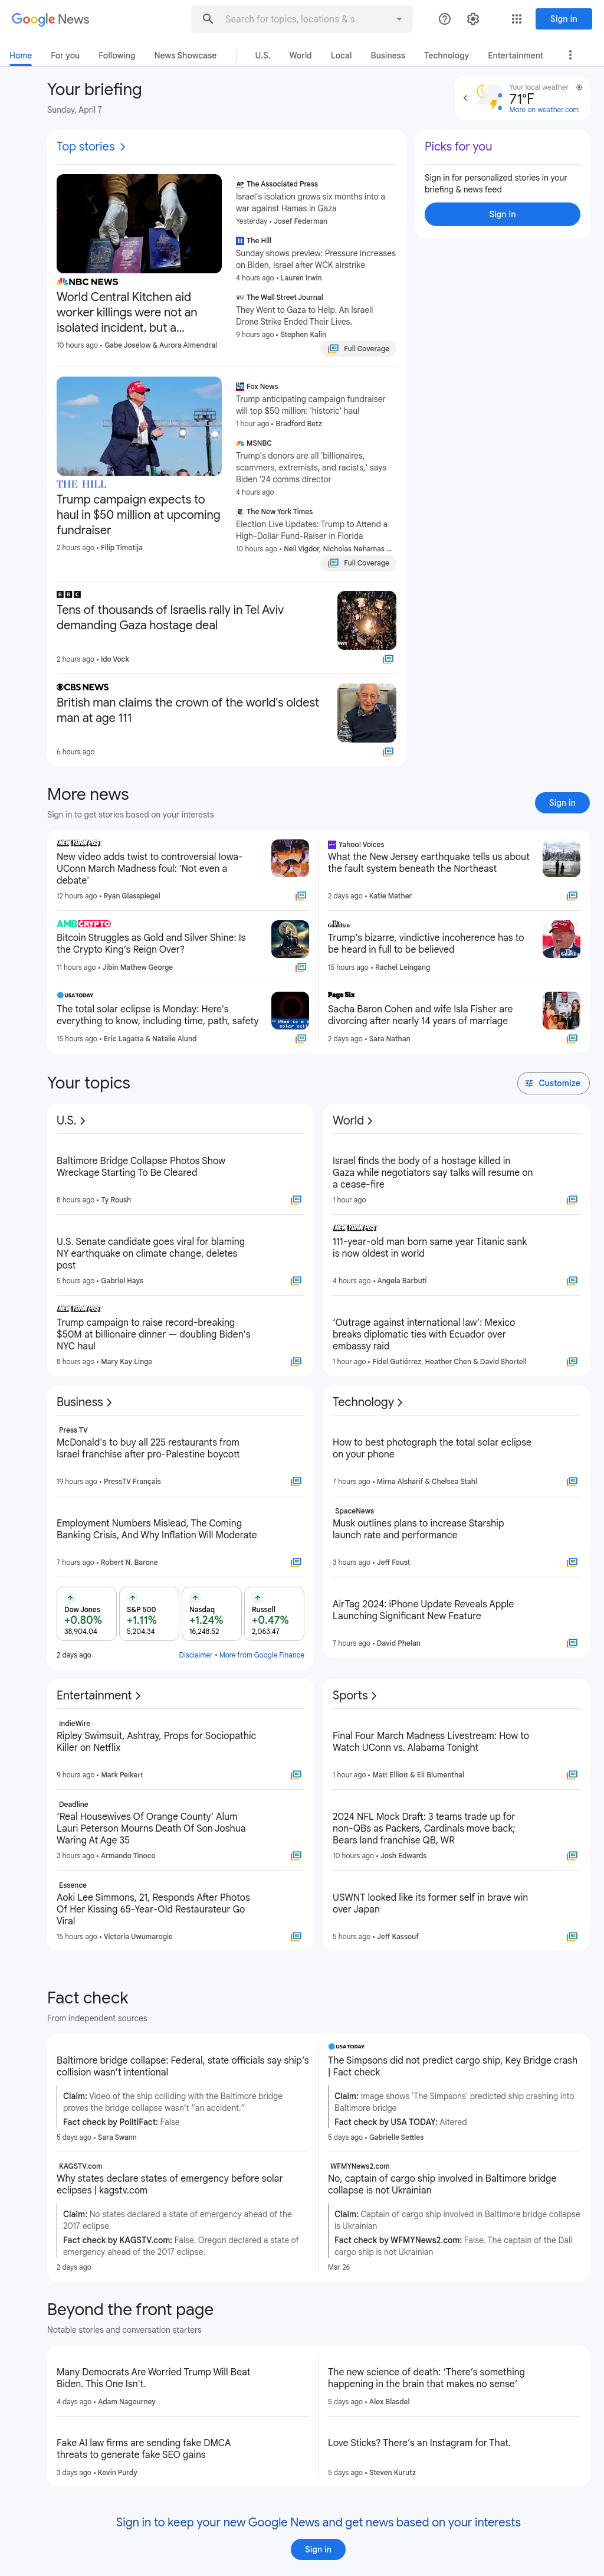 Google News
Search for topics, locations & s
Sign in
Home
For you
Following
News Showcase
U.S.
World
Local
Business
Technology
Entertainment
Your briefing
Sunday, April 7
Your local weather
71°F
More on weather.com
Top stories
NBC NEWS
World Central Kitchen aid
worker killings were not an
isolated incident, but a...
10 hours ago • Gabe Joselow & Aurora Almendral
AP The Associated Press
Israel's isolation grows six months into a
war against Hamas in Gaza
Yesterday • Josef Federman
The Hill
Sunday shows preview: Pressure increases
on Biden, Israel after WCK airstrike
4 hours ago • Lauren Irwin
WSJ The Wall Street Journal
They Went to Gaza to Help. An Israeli
Drone Strike Ended Their Lives.
9 hours ago • Stephen Kalin
Full Coverage
Picks for you
Sign in for personalized stories in your
briefing & news feed
Sign in
THE HILL
Trump campaign expects to
haul in $50 million at upcoming
fundraiser
2 hours ago • Filip Timotija
Fox News
Trump anticipating campaign fundraiser
will top $50 million: 'historic' haul
1 hour ago • Bradford Betz
MSNBC
Trump's donors are all 'billionaires,
scammers, extremists, and racists,' says
Biden '24 comms director
4 hours ago
The New York Times
Election Live Updates: Trump to Attend a
High-Dollar Fund-Raiser in Florida
10 hours ago • Neil Vigdor, Nicholas Nehamas ...
Full Coverage
BBC
Tens of thousands of Israelis rally in Tel Aviv
demanding Gaza hostage deal
2 hours ago • Ido Vock
CBS NEWS
British man claims the crown of the world's oldest
man at age 111
6 hours ago
More news
Sign in to get stories based on your interests
Sign in
NEW YORK POST
New video adds twist to controversial Iowa-
UConn March Madness foul: 'Not even a
debate'
12 hours ago • Ryan Glasspiegel
Yahoo! Voices
What the New Jersey earthquake tells us about
the fault system beneath the Northeast
2 days ago • Katie Mather
AMBCRYPTO
Bitcoin Struggles as Gold and Silver Shine: Is
the Crypto King's Reign Over?
11 hours ago • Jibin Mathew George
The Guardian
Trump's bizarre, vindictive incoherence has to
be heard in full to be believed
15 hours ago • Rachel Leingang
USA TODAY
The total solar eclipse is Monday: Here's
everything to know, including time, path, safety
15 hours ago • Eric Lagatta & Natalie Alund
Page Six
Sacha Baron Cohen and wife Isla Fisher are
divorcing after nearly 14 years of marriage
2 days ago • Sara Nathan
Your topics
Customize
U.S.
Baltimore Bridge Collapse Photos Show
Wreckage Starting To Be Cleared
8 hours ago • Ty Roush
U.S. Senate candidate goes viral for blaming
NY earthquake on climate change, deletes
post
5 hours ago • Gabriel Hays
NEW YORK POST
Trump campaign to raise record-breaking
$50M at billionaire dinner — doubling Biden's
NYC haul
8 hours ago • Mary Kay Linge
World
Israel finds the body of a hostage killed in
Gaza while negotiators say talks will resume on
a cease-fire
1 hour ago
NEW YORK POST
111-year-old man born same year Titanic sank
is now oldest in world
4 hours ago • Angela Barbuti
'Outrage against international law': Mexico
breaks diplomatic ties with Ecuador over
embassy raid
1 hour ago • Fidel Gutiérrez, Heather Chen & David Shortell
Business
Press TV
McDonald's to buy all 225 restaurants from
Israel franchise after pro-Palestine boycott
19 hours ago • PressTV Français
Employment Numbers Mislead, The Coming
Banking Crisis, And Why Inflation Will Moderate
7 hours ago • Robert N. Barone
Dow Jones
+0.80%
38,904.04
S&P 500
+1.11%
5,204.34
Nasdaq
+1.24%
16,248.52
Russell
+0.47%
2,063.47
2 days ago
Disclaimer • More from Google Finance
Technology
How to best photograph the total solar eclipse
on your phone
7 hours ago • Mirna Alsharif & Chelsea Stahl
SpaceNews
Musk outlines plans to increase Starship
launch rate and performance
3 hours ago • Jeff Foust
AirTag 2024: iPhone Update Reveals Apple
Launching Significant New Feature
7 hours ago • David Phelan
Entertainment
IndieWire
Ripley Swimsuit, Ashtray, Props for Sociopathic
Killer on Netflix
9 hours ago • Mark Peikert
Deadline
'Real Housewives Of Orange County' Alum
Lauri Peterson Mourns Death Of Son Joshua
Waring At Age 35
3 hours ago • Armando Tinoco
Essence
Aoki Lee Simmons, 21, Responds After Photos
Of Her Kissing 65-Year-Old Restaurateur Go
Viral
15 hours ago • Victoria Uwumarogie
Sports
Final Four March Madness Livestream: How to
Watch UConn vs. Alabama Tonight
1 hour ago • Matt Elliott & Eli Blumenthal
2024 NFL Mock Draft: 3 teams trade up for
non-QBs as Packers, Cardinals move back;
Bears land franchise QB, WR
10 hours ago • Josh Edwards
USWNT looked like its former self in brave win
over Japan
5 hours ago • Jeff Kassouf
Fact check
From independent sources
Baltimore bridge collapse: Federal, state officials say ship's
collision wasn't intentional
Claim: Video of the ship colliding with the Baltimore bridge
proves the bridge collapse wasn't "an accident."
Fact check by PolitiFact: False
5 days ago • Sara Swann
USA TODAY
The Simpsons did not predict cargo ship, Key Bridge crash
| Fact check
Claim: Image shows 'The Simpsons' predicted ship crashing into
Baltimore bridge
Fact check by USA TODAY: Altered
5 days ago • Gabrielle Settles
KAGSTV.com
Why states declare states of emergency before solar
eclipses | kagstv.com
Claim: No states declared a state of emergency ahead of the
2017 eclipse.
Fact check by KAGSTV.com: False. Oregon declared a state of
emergency ahead of the 2017 eclipse.
2 days ago
WFMYNews2.com
No, captain of cargo ship involved in Baltimore bridge
collapse is not Ukrainian
Claim: Captain of cargo ship involved in Baltimore bridge collapse
is Ukrainian
Fact check by WFMYNews2.com: False. The captain of the Dali
cargo ship is not Ukrainian
Mar 26
Beyond the front page
Notable stories and conversation starters
Many Democrats Are Worried Trump Will Beat
Biden. This One Isn't.
4 days ago • Adam Nagourney
The new science of death: 'There's something
happening in the brain that makes no sense'
5 days ago • Alex Blasdel
Fake AI law firms are sending fake DMCA
threats to generate fake SEO gains
3 days ago • Kevin Purdy
Love Sticks? There's an Instagram for That.
5 days ago • Steven Kurutz
Sign in to keep your new Google News and get news based on your interests
Sign in